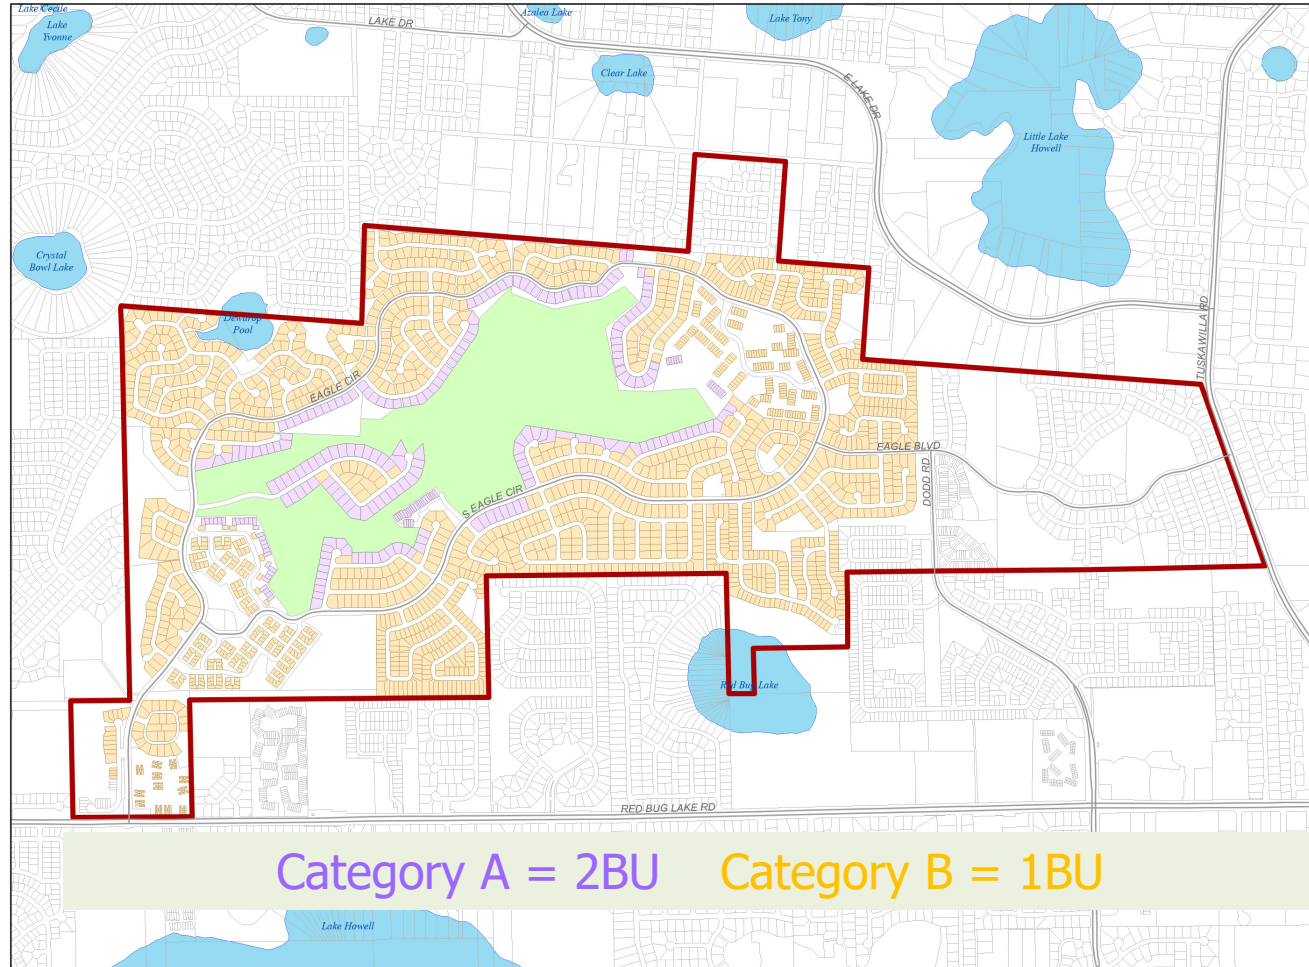 Lake Cecile
Lake
Yvonne
LAKE DR
Azalea Lake
Lake Tony
Clear Lake
E LAKE DR
Little Lake
Howell
Crystal
Bowl Lake
Dewdrop
Pool
TUSKAWILLA RD
EAGLE CIR
EAGLE BLVD
DODD RD
S EAGLE CIR
Red Bug Lake
RED BUG LAKE RD
Category A = 2BU
Category B = 1BU
Lake Howell